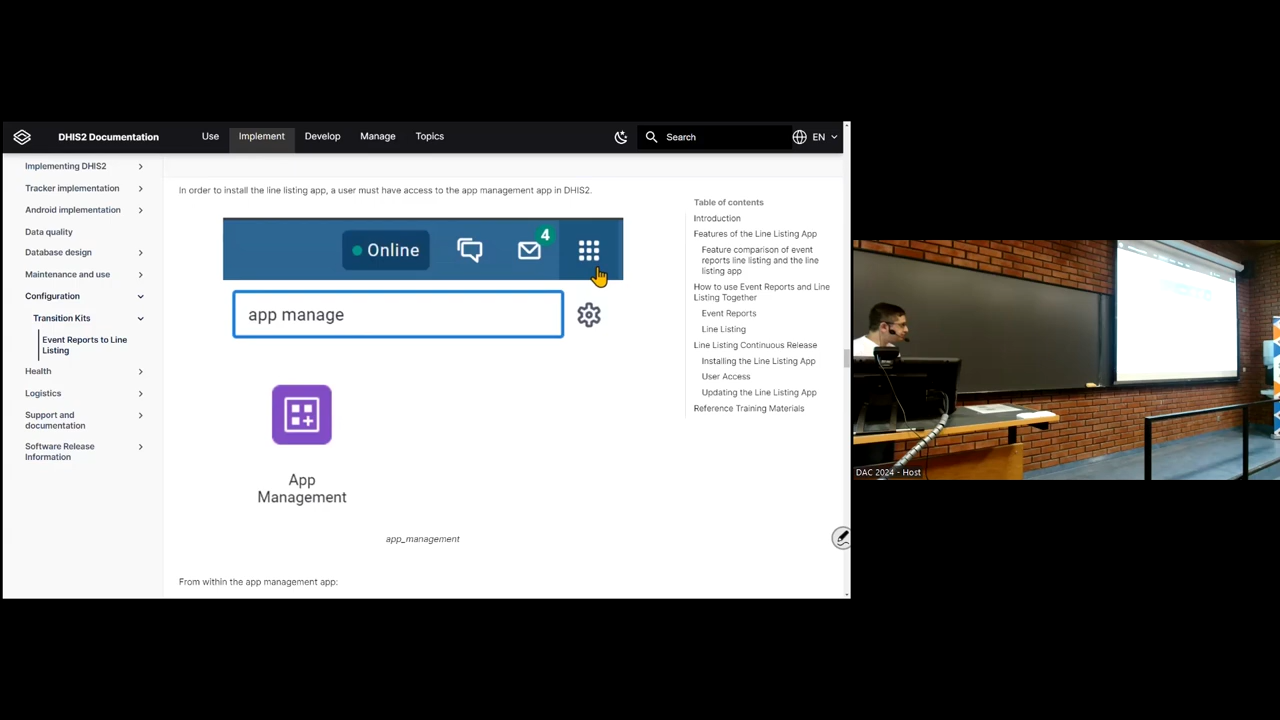 DHIS2 Documentation
Use
Implement
Develop
Manage
Topics
Search
EN
Implementing DHIS2
Tracker implementation
Android implementation
Data quality
Database design
Maintenance and use
Configuration
Transition Kits
Event Reports to Line
Listing
Health
Logistics
Support and
documentation
Software Release
Information
In order to install the line listing app, a user must have access to the app management app in DHIS2.
Online
4
app manage
App
Management
app_management
From within the app management app:
Table of contents
Introduction
Features of the Line Listing App
Feature comparison of event
reports line listing and the line
listing app
How to use Event Reports and Line
Listing Together
Event Reports
Line Listing
Line Listing Continuous Release
Installing the Line Listing App
User Access
Updating the Line Listing App
Reference Training Materials
DAC 2024 - Host